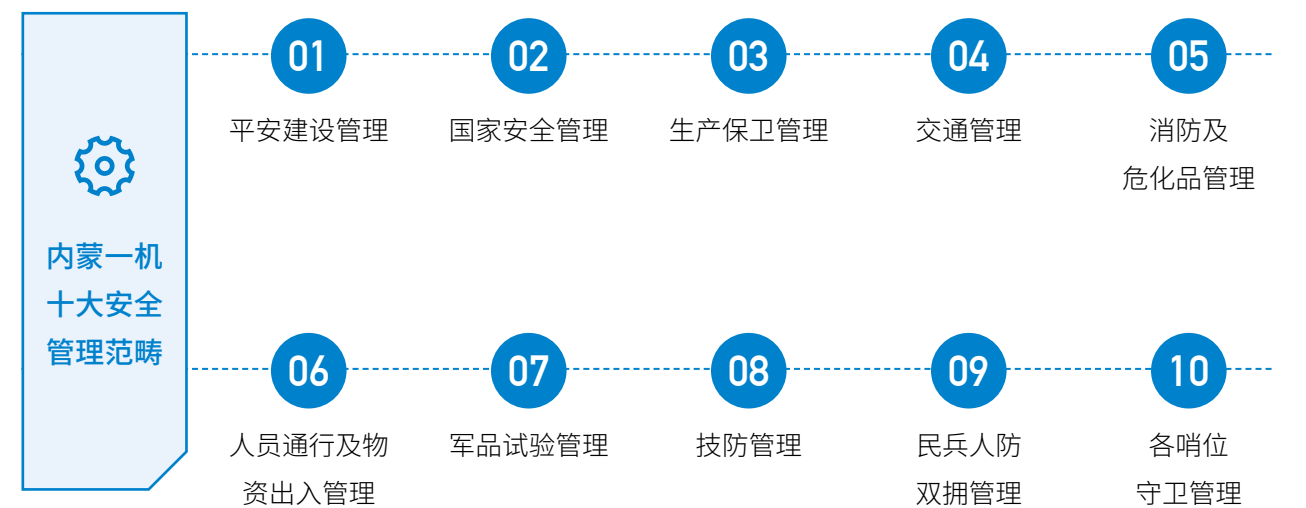 内蒙一机
十大安全
管理范畴
01
平安建设管理
02
国家安全管理
03
生产保卫管理
04
交通管理
05
消防及
危化品管理
06
人员通行及物
资出入管理
07
军品试验管理
08
技防管理
09
民兵人防
双拥管理
10
各哨位
守卫管理